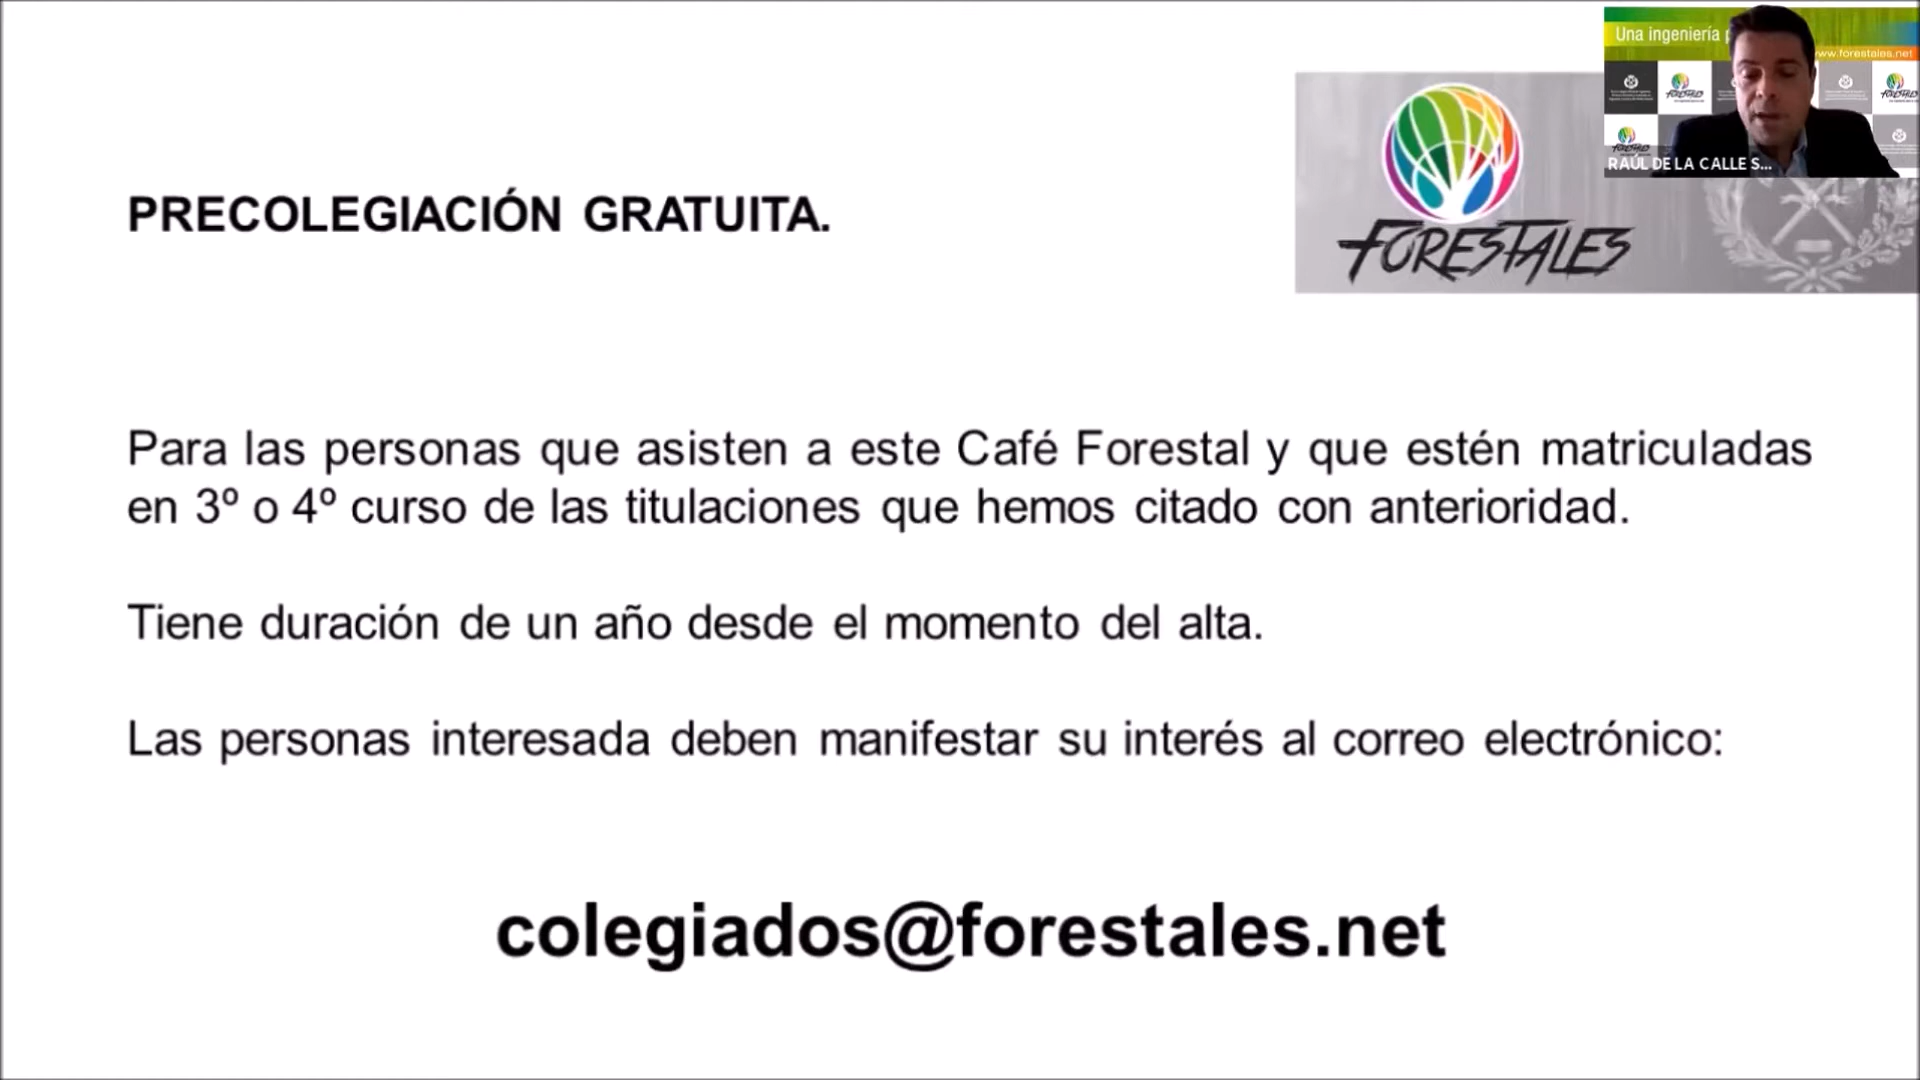 Una ingeniería
www.forestales.net
FORESTALES
FORESTALES
RAÚL DE LA CALLE S...
FORESTALES
PRECOLEGIACIÓN GRATUITA.
Para las personas que asisten a este Café Forestal y que estén matriculadas
en 3º o 4º curso de las titulaciones que hemos citado con anterioridad.
Tiene duración de un año desde el momento del alta.
Las personas interesada deben manifestar su interés al correo electrónico:
colegiados@forestales.net